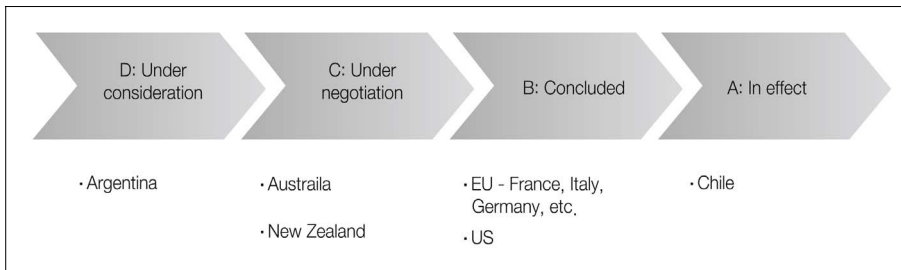 D: Under
consideration
C: Under
negotiation
B: Concluded
A: In effect
· Argentina
· Austraila
· New Zealand
· EU - France, Italy,
Germany, etc.
· US
· Chile